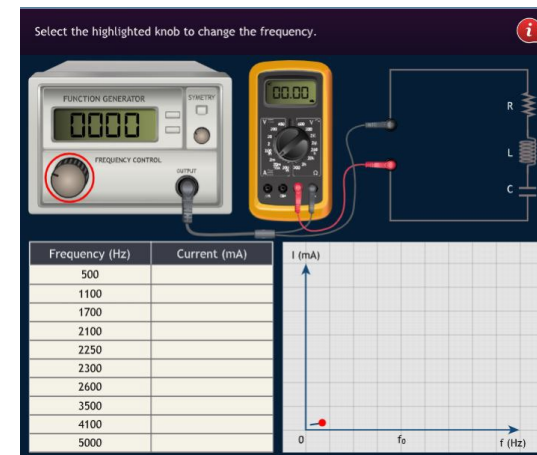 Select the highlighted knob to change the frequency.
i
FUNCTION GENERATOR
SYMETRY
0000
FREQUENCY CONTROL
OUTPUT
00.00
V
V
A
Ω
R
L
C
Frequency (Hz) Current (mA)
500
1100
1700
2100
2250
2300
2600
3500
4100
5000
I (mA)
0 f₀ f (Hz)